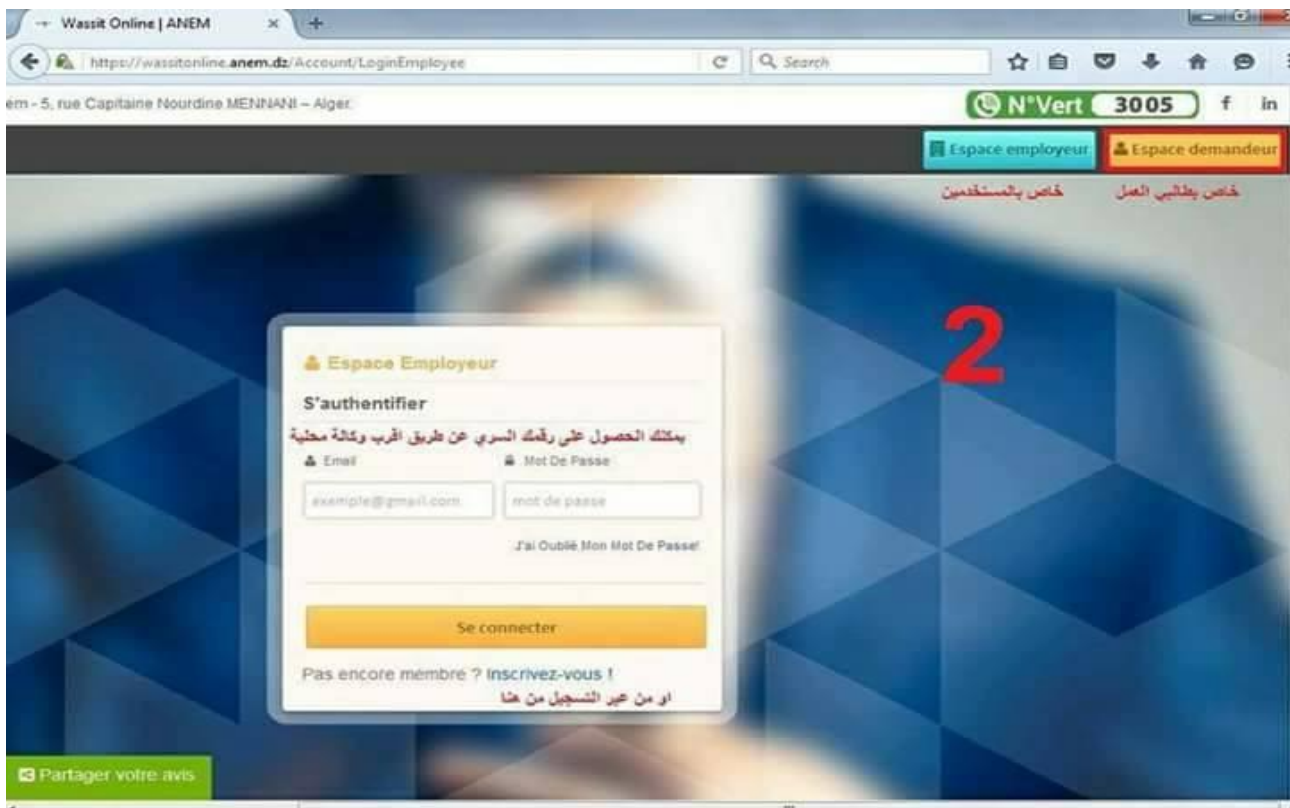 Wassit Online | ANEM
https://wassitonline.anem.dz/Account/LoginEmployee
Search
em - 5, rue Capitaine Nourdine MENNANI – Alger.
N°Vert 3005
f in
Espace employeur
Espace demandeur
خاص بالمستخدمين
خاص بطالبي العمل
2
Espace Employeur
S'authentifier
يمكنك الحصول على رقمك السري عن طريق اقرب وكالة محلية
Email
Mot De Passe
exemple@gmail.com
mot de passe
J'ai Oublié Mon Mot De Passe!
Se connecter
Pas encore membre ? Inscrivez-vous !
او من عبر التسجيل من هنا
Partager votre avis